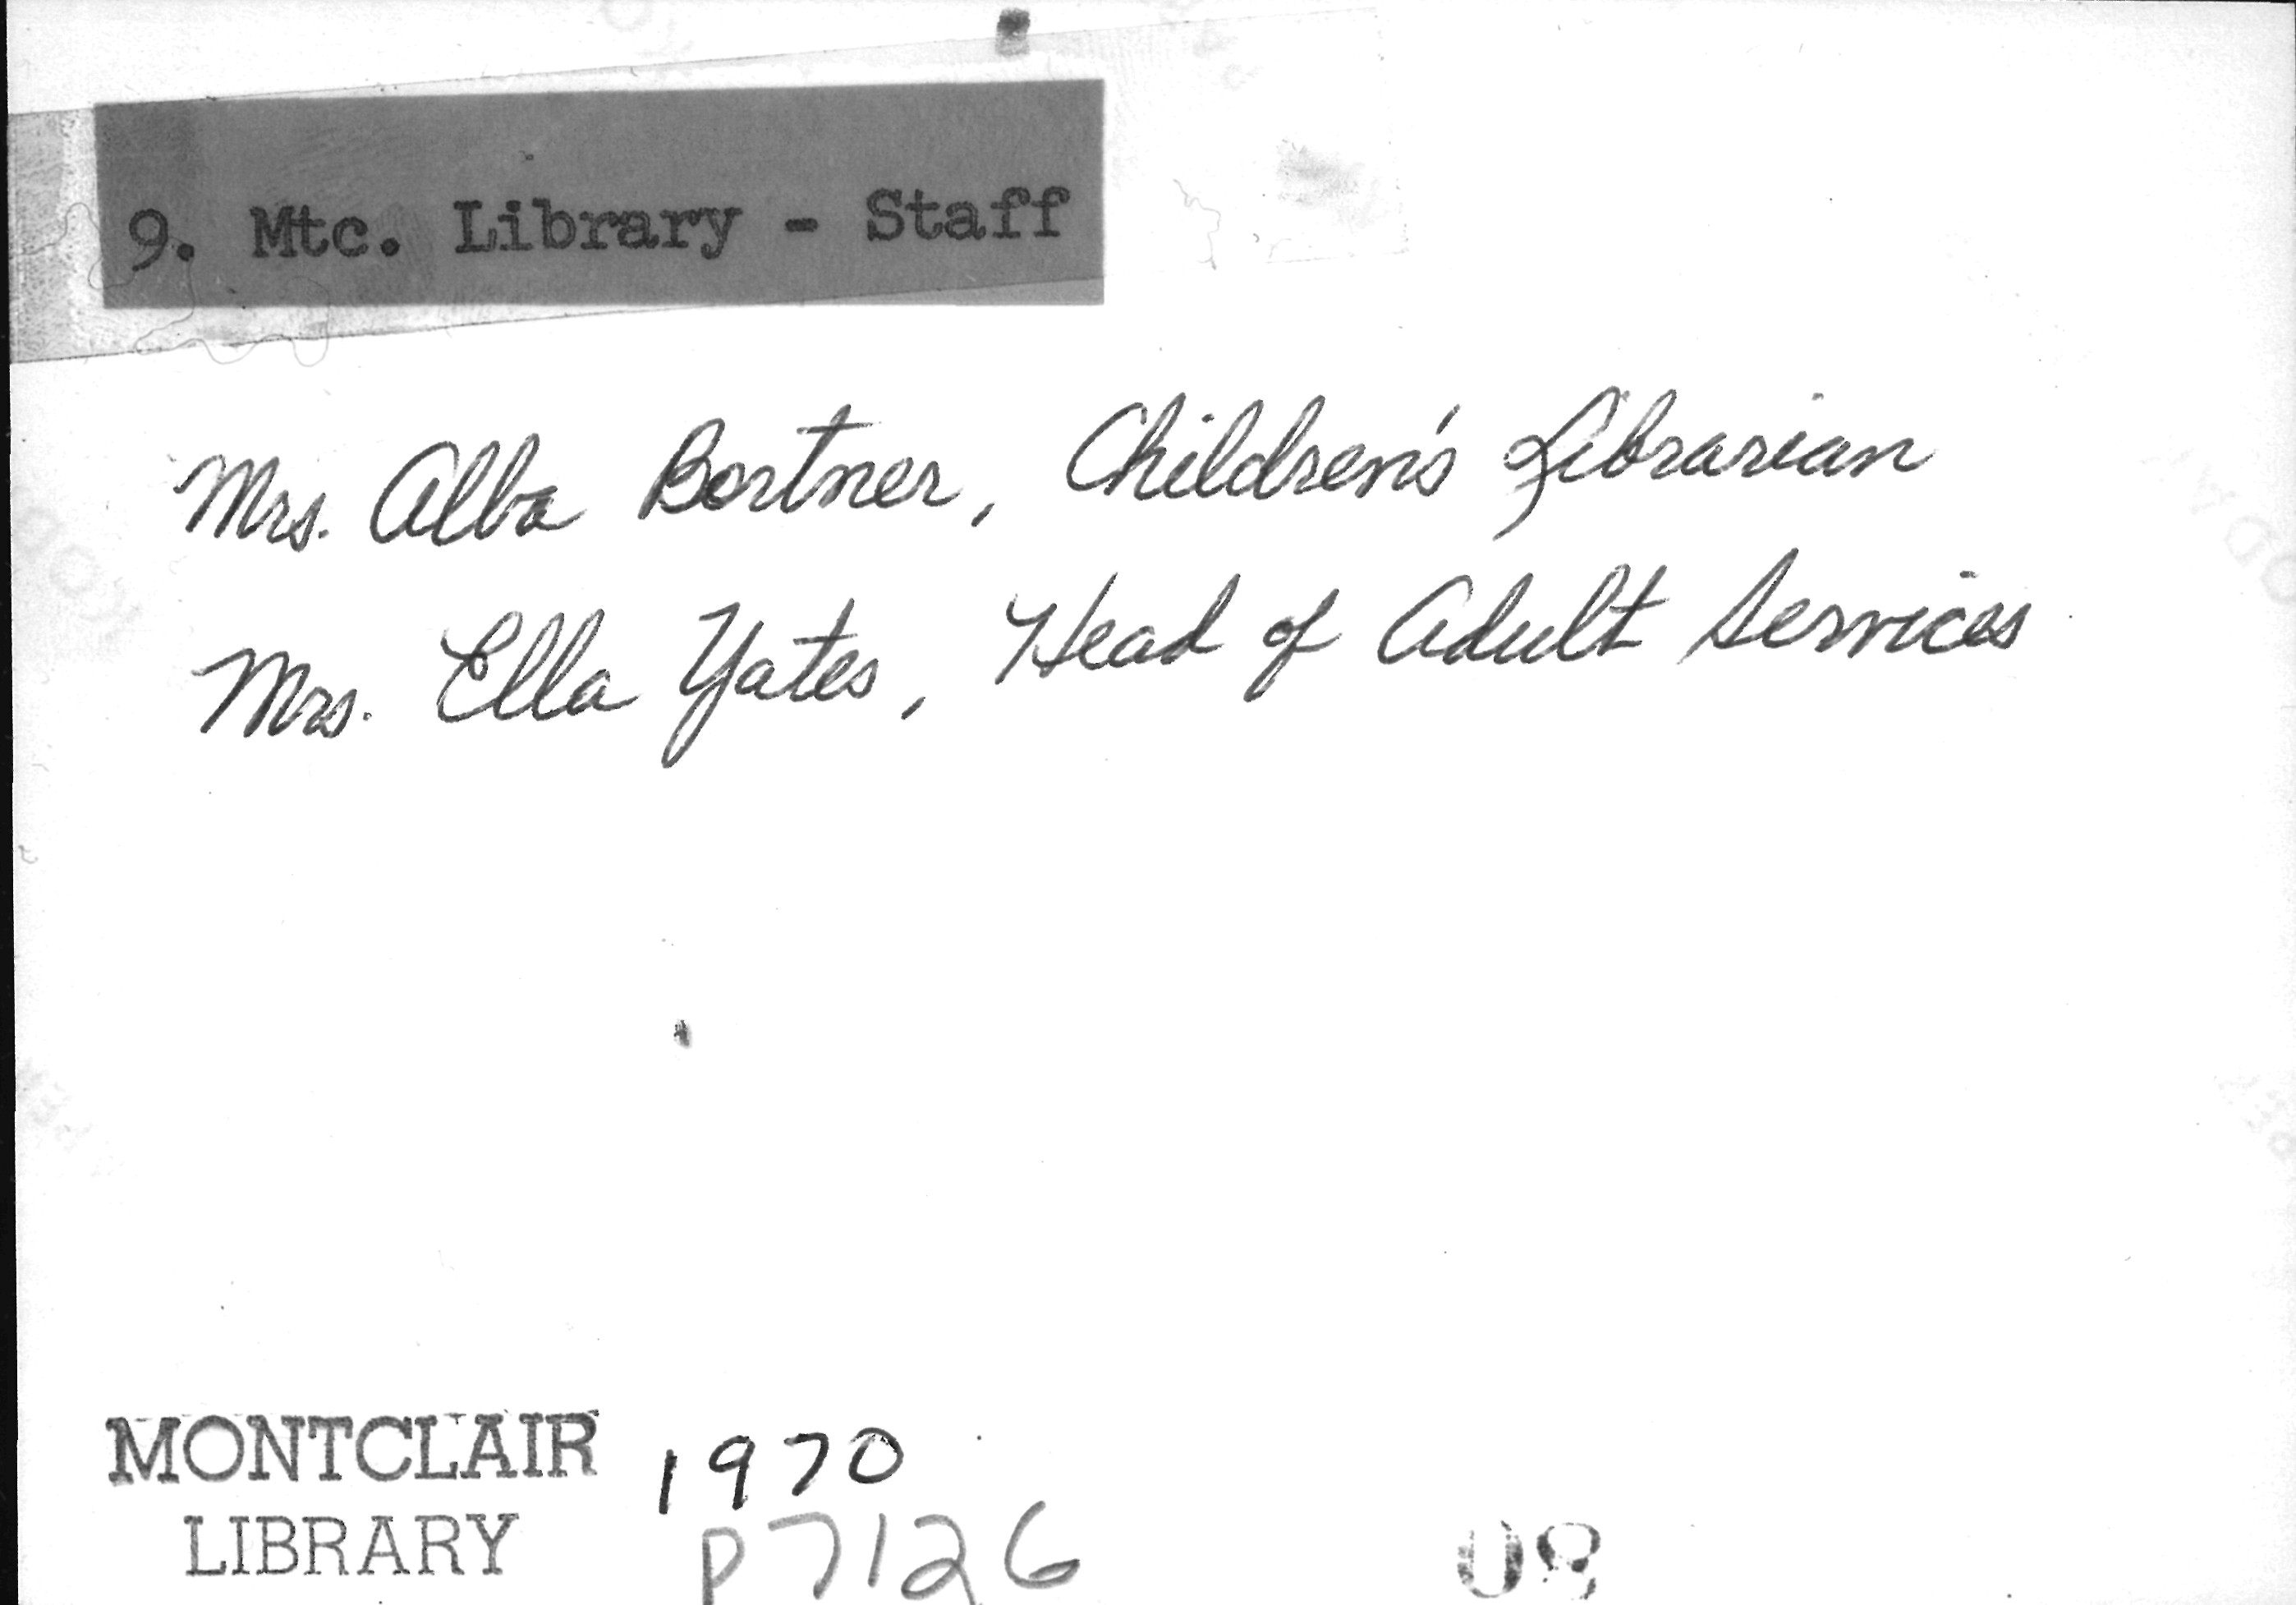 9. Mtc. Library - Staff
Mrs. Alba Bortner, Children's Librarian
Mrs. Ella Yates, Head of Adult Services
MONTCLAIR 1970
LIBRARY P7126